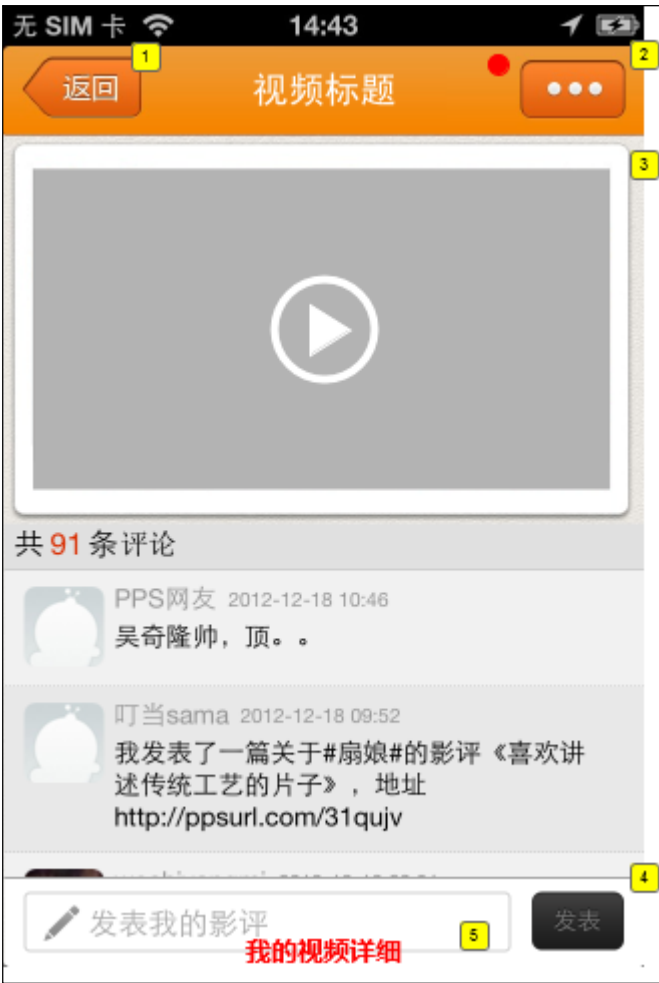 无 SIM 卡 14:43
1
2
返回 视频标题
3
共 91 条评论
PPS网友 2012-12-18 10:46
吴奇隆帅，顶。。
叮当sama 2012-12-18 09:52
我发表了一篇关于#扇娘#的影评《喜欢讲
述传统工艺的片子》，地址
http://ppsurl.com/31qujv
4
发表我的影评 发表
5
我的视频详细